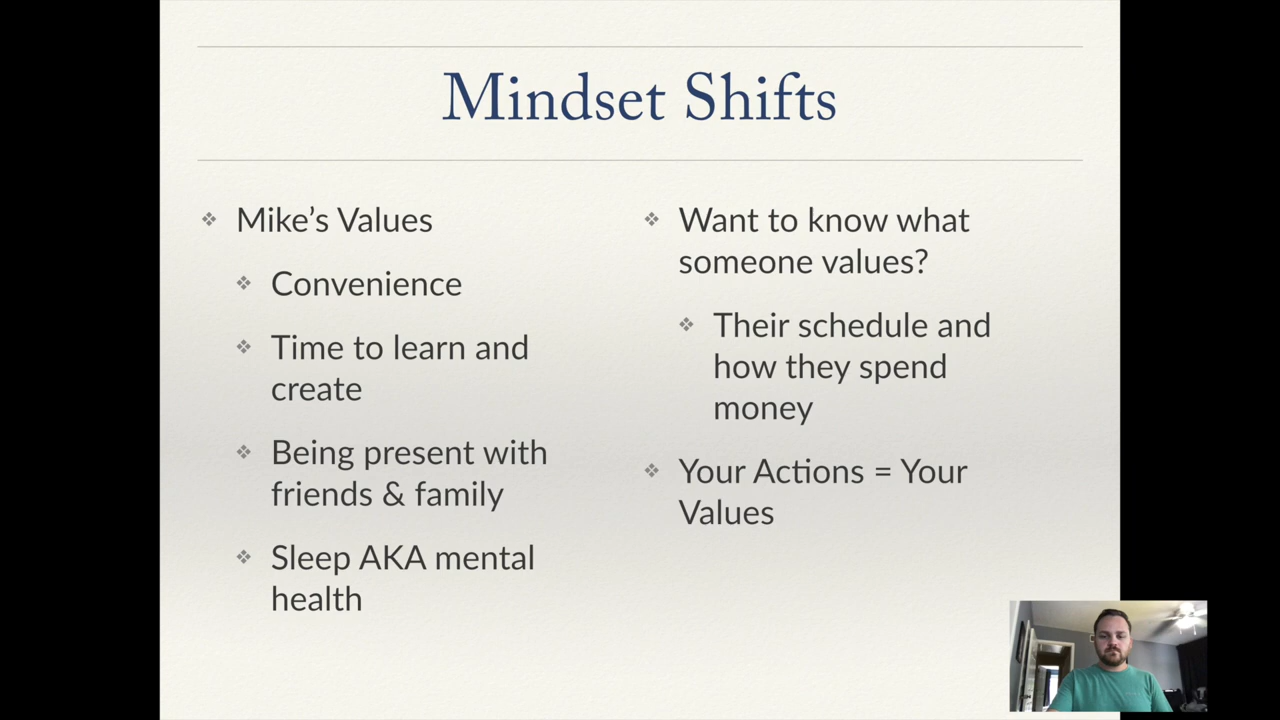 Mindset Shifts
Mike’s Values
Convenience
Time to learn and
create
Being present with
friends & family
Sleep AKA mental
health
Want to know what
someone values?
Their schedule and
how they spend
money
Your Actions = Your
Values